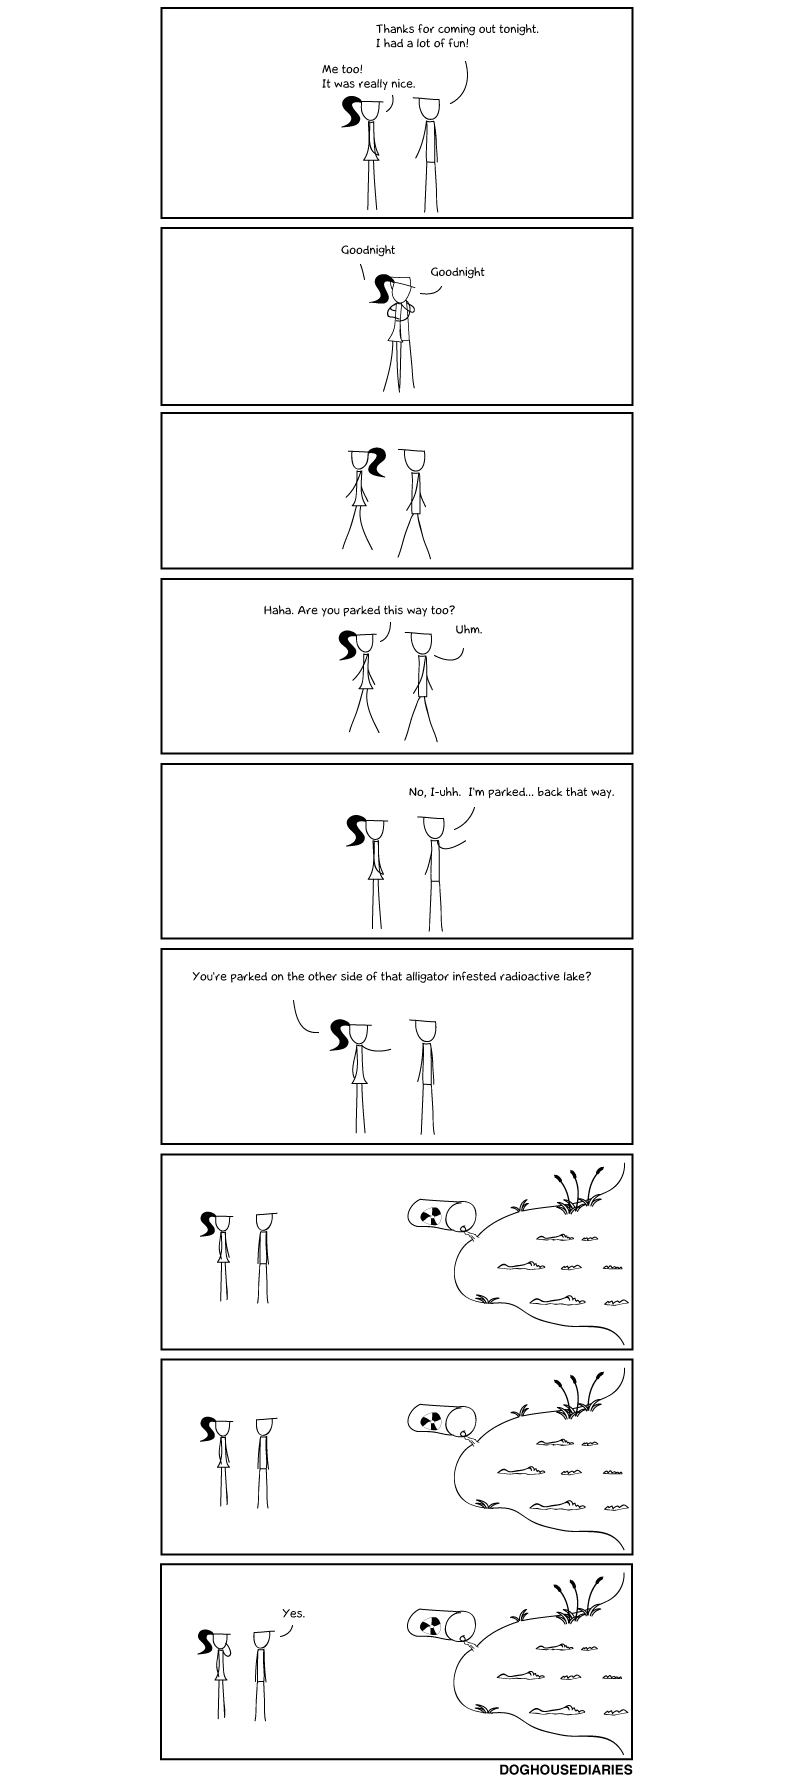 Thanks for coming out tonight.
I had a lot of fun!
Me too!
It was really nice.
Goodnight
Goodnight
Haha. Are you parked this way too?
Uhm.
No, I-uhh. I'm parked... back that way.
You're parked on the other side of that alligator infested radioactive lake?
Yes.
DOGHOUSEDIARIES